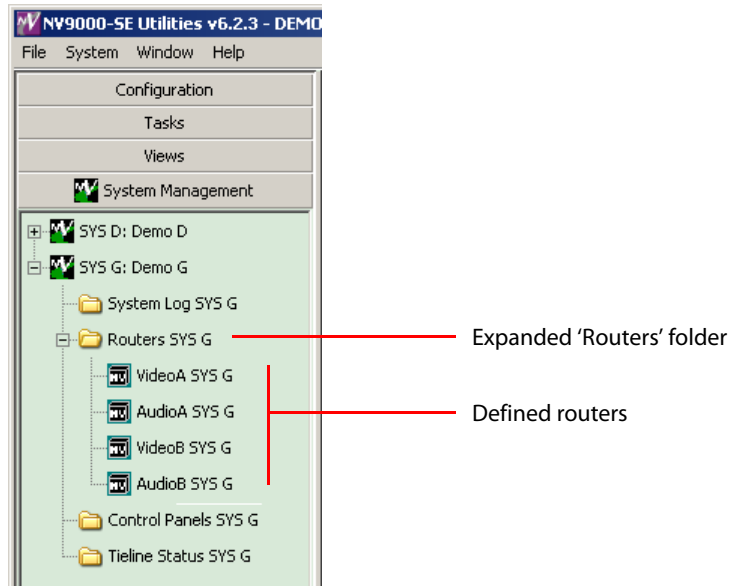 NV9000-SE Utilities v6.2.3 - DEMO
File System Window Help
Configuration
Tasks
Views
System Management
SYS D: Demo D
SYS G: Demo G
System Log SYS G
Routers SYS G
Expanded ‘Routers’ folder
VideoA SYS G
AudioA SYS G
Defined routers
VideoB SYS G
AudioB SYS G
Control Panels SYS G
Tieline Status SYS G